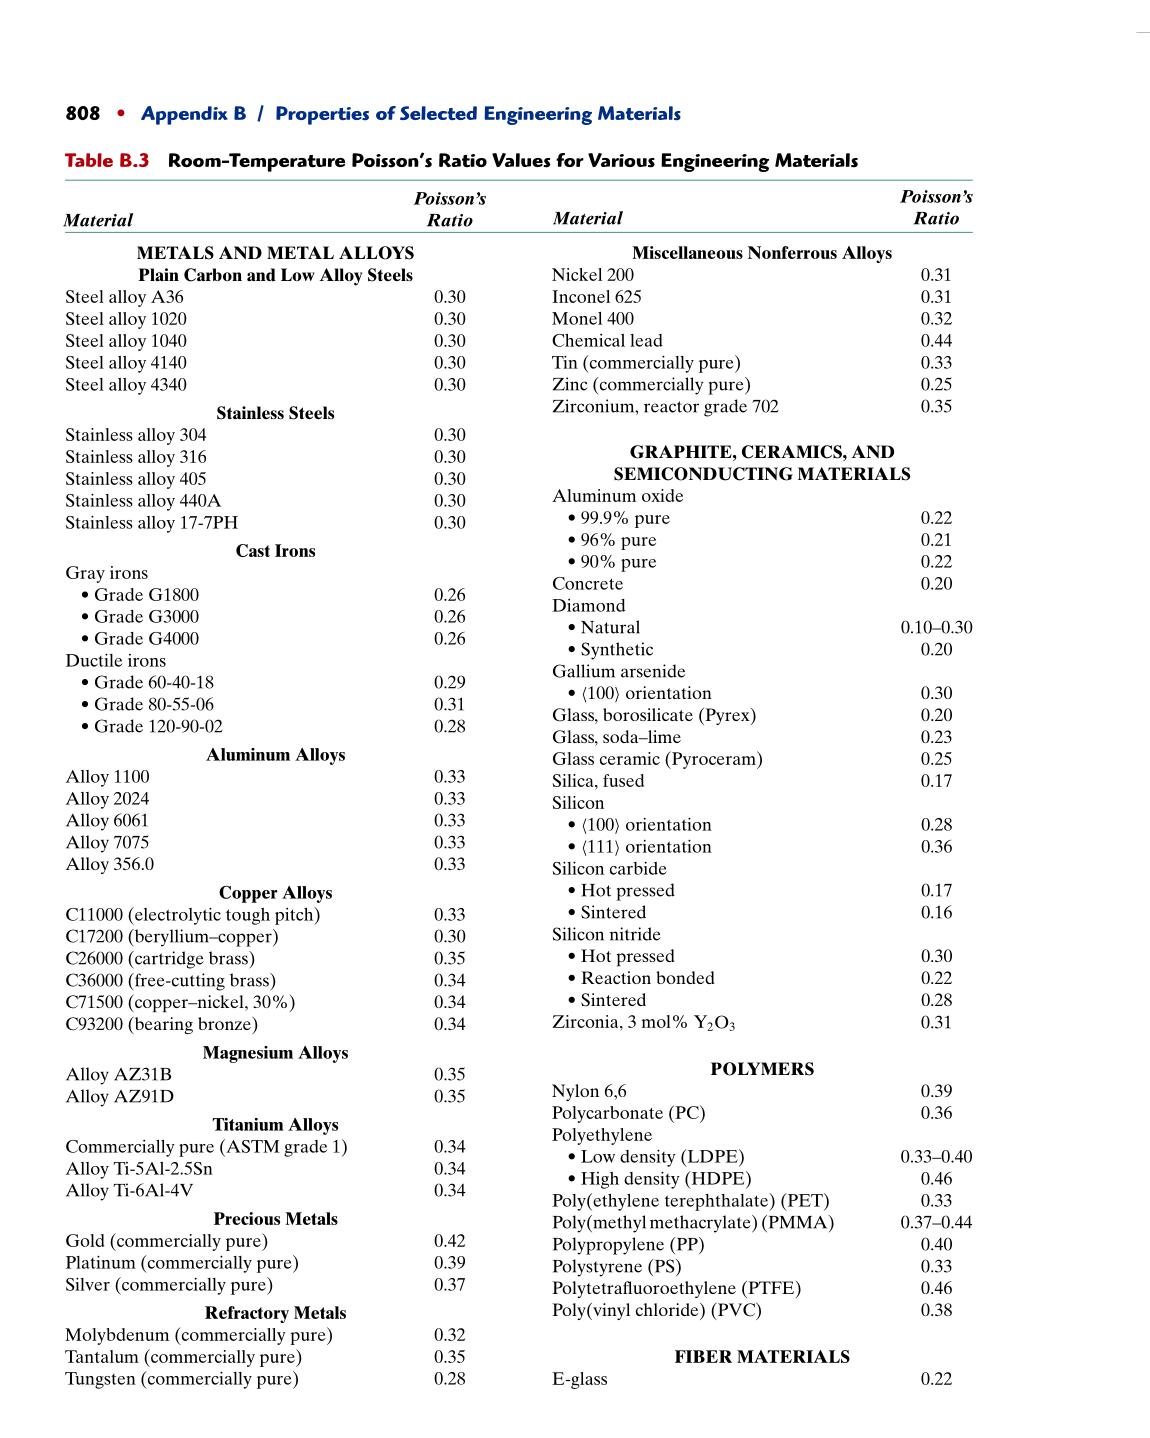 808 • Appendix B / Properties of Selected Engineering Materials
Table B.3 Room-Temperature Poisson's Ratio Values for Various Engineering Materials
Material Poisson's Ratio
METALS AND METAL ALLOYS
Plain Carbon and Low Alloy Steels
Steel alloy A36 0.30
Steel alloy 1020 0.30
Steel alloy 1040 0.30
Steel alloy 4140 0.30
Steel alloy 4340 0.30
Stainless Steels
Stainless alloy 304 0.30
Stainless alloy 316 0.30
Stainless alloy 405 0.30
Stainless alloy 440A 0.30
Stainless alloy 17-7PH 0.30
Cast Irons
Gray irons
• Grade G1800 0.26
• Grade G3000 0.26
• Grade G4000 0.26
Ductile irons
• Grade 60-40-18 0.29
• Grade 80-55-06 0.31
• Grade 120-90-02 0.28
Aluminum Alloys
Alloy 1100 0.33
Alloy 2024 0.33
Alloy 6061 0.33
Alloy 7075 0.33
Alloy 356.0 0.33
Copper Alloys
C11000 (electrolytic tough pitch) 0.33
C17200 (beryllium–copper) 0.30
C26000 (cartridge brass) 0.35
C36000 (free-cutting brass) 0.34
C71500 (copper–nickel, 30%) 0.34
C93200 (bearing bronze) 0.34
Magnesium Alloys
Alloy AZ31B 0.35
Alloy AZ91D 0.35
Titanium Alloys
Commercially pure (ASTM grade 1) 0.34
Alloy Ti-5Al-2.5Sn 0.34
Alloy Ti-6Al-4V 0.34
Precious Metals
Gold (commercially pure) 0.42
Platinum (commercially pure) 0.39
Silver (commercially pure) 0.37
Refractory Metals
Molybdenum (commercially pure) 0.32
Tantalum (commercially pure) 0.35
Tungsten (commercially pure) 0.28
Material Poisson's Ratio
Miscellaneous Nonferrous Alloys
Nickel 200 0.31
Inconel 625 0.31
Monel 400 0.32
Chemical lead 0.44
Tin (commercially pure) 0.33
Zinc (commercially pure) 0.25
Zirconium, reactor grade 702 0.35
GRAPHITE, CERAMICS, AND
SEMICONDUCTING MATERIALS
Aluminum oxide
• 99.9% pure 0.22
• 96% pure 0.21
• 90% pure 0.22
Concrete 0.20
Diamond
• Natural 0.10–0.30
• Synthetic 0.20
Gallium arsenide
• ⟨100⟩ orientation 0.30
Glass, borosilicate (Pyrex) 0.20
Glass, soda–lime 0.23
Glass ceramic (Pyroceram) 0.25
Silica, fused 0.17
Silicon
• ⟨100⟩ orientation 0.28
• ⟨111⟩ orientation 0.36
Silicon carbide
• Hot pressed 0.17
• Sintered 0.16
Silicon nitride
• Hot pressed 0.30
• Reaction bonded 0.22
• Sintered 0.28
Zirconia, 3 mol% Y₂O₃ 0.31
POLYMERS
Nylon 6,6 0.39
Polycarbonate (PC) 0.36
Polyethylene
• Low density (LDPE) 0.33–0.40
• High density (HDPE) 0.46
Poly(ethylene terephthalate) (PET) 0.33
Poly(methyl methacrylate) (PMMA) 0.37–0.44
Polypropylene (PP) 0.40
Polystyrene (PS) 0.33
Polytetrafluoroethylene (PTFE) 0.46
Poly(vinyl chloride) (PVC) 0.38
FIBER MATERIALS
E-glass 0.22